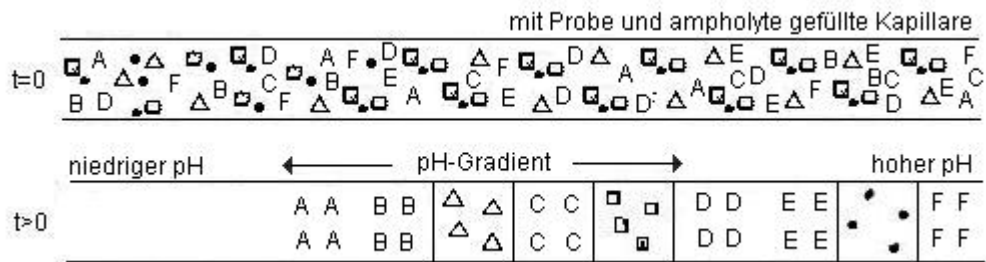 mit Probe und ampholyte gefüllte Kapillare
A D A F D F D E B E F
t=0
F C B E C A C D B C C
B D B F A E D D A E F D E A
niedriger pH pH-Gradient hoher pH
A A B B C C D D E E F F
t>0
A A B B C C D D E E F F